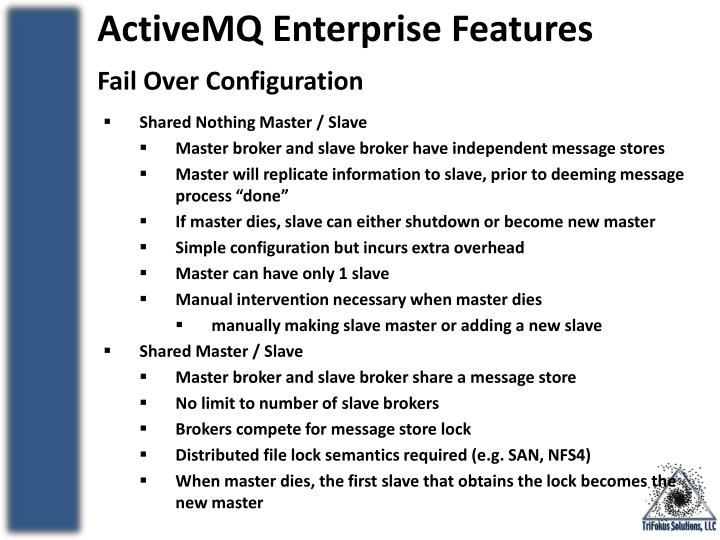 ActiveMQ Enterprise Features
Fail Over Configuration
▪ Shared Nothing Master / Slave
▪ Master broker and slave broker have independent message stores
▪ Master will replicate information to slave, prior to deeming message
process “done”
▪ If master dies, slave can either shutdown or become new master
▪ Simple configuration but incurs extra overhead
▪ Master can have only 1 slave
▪ Manual intervention necessary when master dies
▪ manually making slave master or adding a new slave
▪ Shared Master / Slave
▪ Master broker and slave broker share a message store
▪ No limit to number of slave brokers
▪ Brokers compete for message store lock
▪ Distributed file lock semantics required (e.g. SAN, NFS4)
▪ When master dies, the first slave that obtains the lock becomes the
new master
TriFokus Solutions, LLC